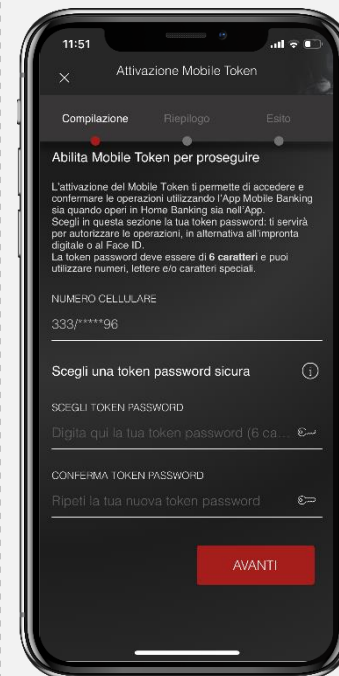 11:51
Attivazione Mobile Token
Compilazione Riepilogo Esito
Abilita Mobile Token per proseguire
L'attivazione del Mobile Token ti permette di accedere e
confermare le operazioni utilizzando l'App Mobile Banking
sia quando operi in Home Banking sia nell'App.
Scegli in questa sezione la tua token password: ti servirà
per autorizzare le operazioni, in alternativa all'impronta
digitale o al Face ID.
La token password deve essere di 6 caratteri e puoi
utilizzare numeri, lettere e/o caratteri speciali.
NUMERO CELLULARE
333/*****96
Scegli una token password sicura
SCEGLI TOKEN PASSWORD
Digita qui la tua token password (6 ca...
CONFERMA TOKEN PASSWORD
Ripeti la tua nuova token password
AVANTI